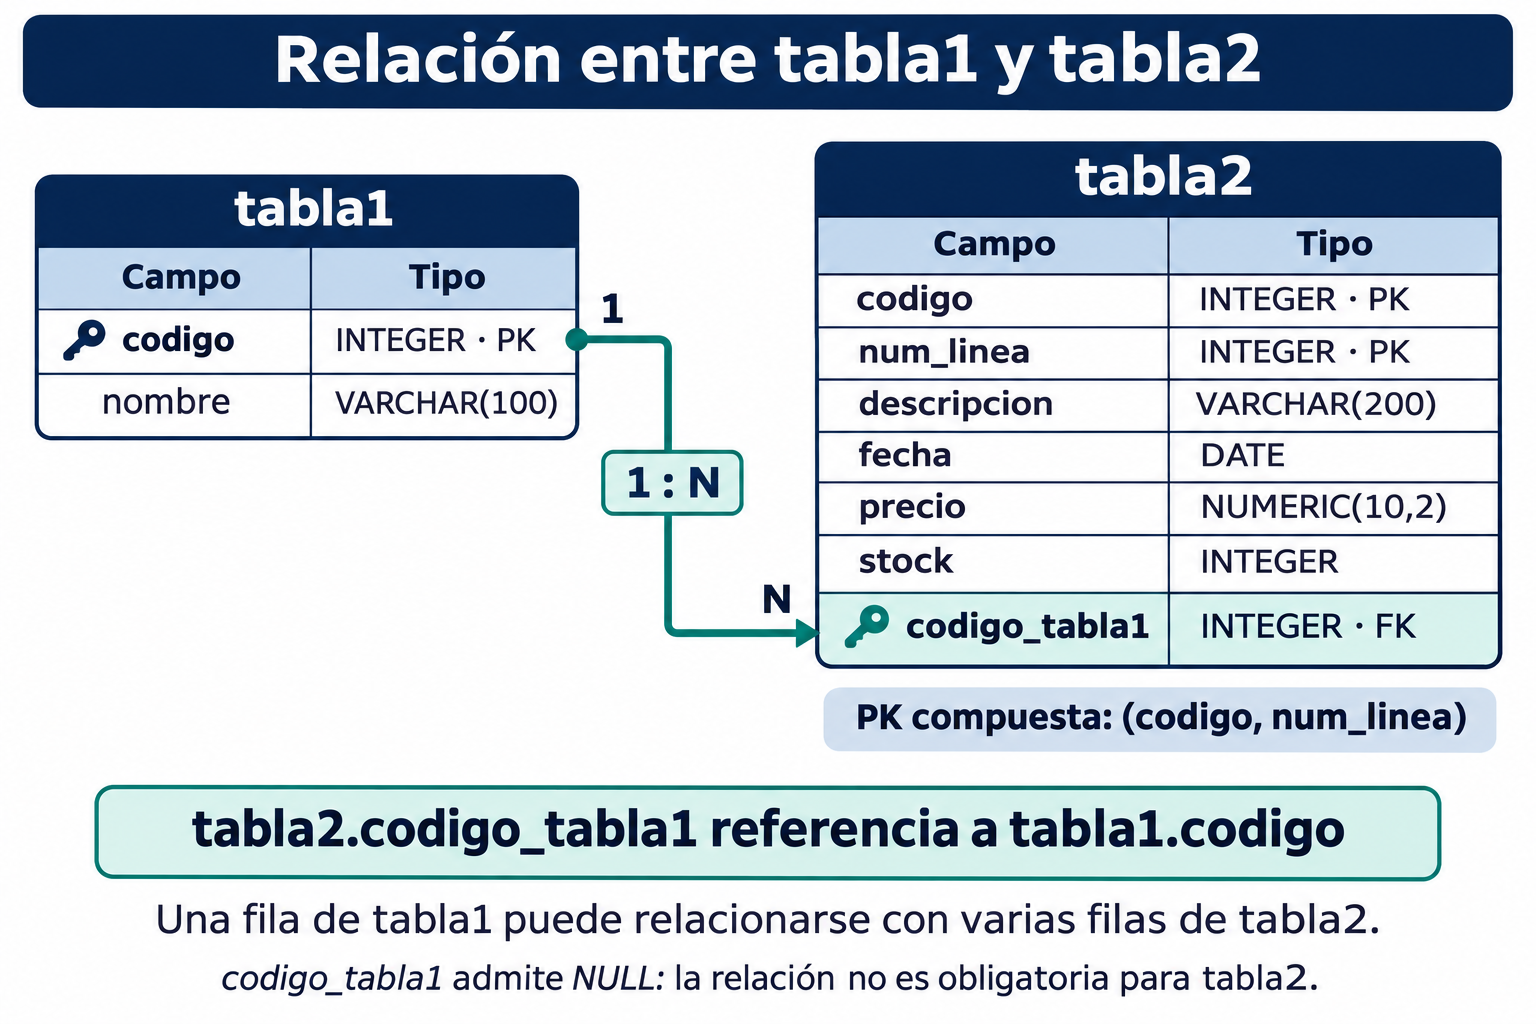 Relación entre tabla1 y tabla2
tabla1
Campo Tipo
codigo INTEGER · PK
nombre VARCHAR(100)
1
1 : N
N
tabla2
Campo Tipo
codigo INTEGER · PK
num_linea INTEGER · PK
descripcion VARCHAR(200)
fecha DATE
precio NUMERIC(10,2)
stock INTEGER
codigo_tabla1 INTEGER · FK
PK compuesta: (codigo, num_linea)
tabla2.codigo_tabla1 referencia a tabla1.codigo
Una fila de tabla1 puede relacionarse con varias filas de tabla2.
codigo_tabla1 admite NULL: la relación no es obligatoria para tabla2.